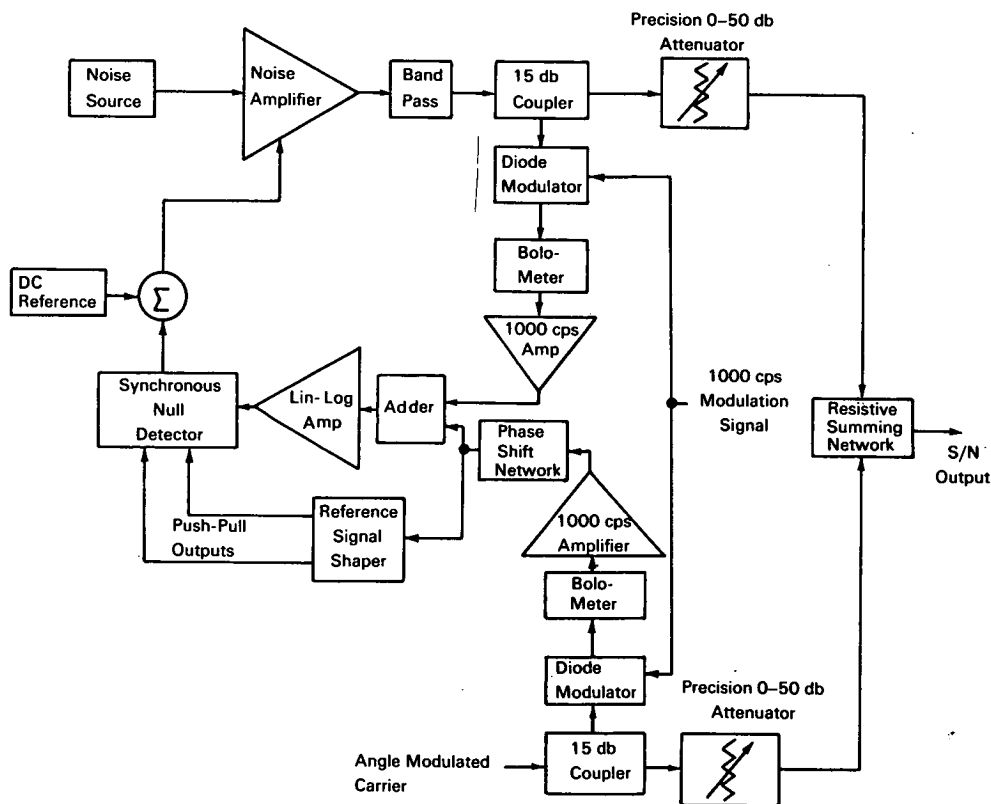 Precision 0–50 db
Attenuator
Noise
Source
Noise
Amplifier
Band
Pass
15 db
Coupler
Diode
Modulator
Bolo-
Meter
DC
Reference
Σ
1000 cps
Amp
Synchronous
Null
Detector
Lin-Log
Amp
Adder
Phase
Shift
Network
1000 cps
Modulation
Signal
Resistive
Summing
Network
S/N
Output
Push-Pull
Outputs
Reference
Signal
Shaper
1000 cps
Amplifier
Bolo-
Meter
Diode
Modulator
Precision 0–50 db
Attenuator
Angle Modulated
Carrier
15 db
Coupler